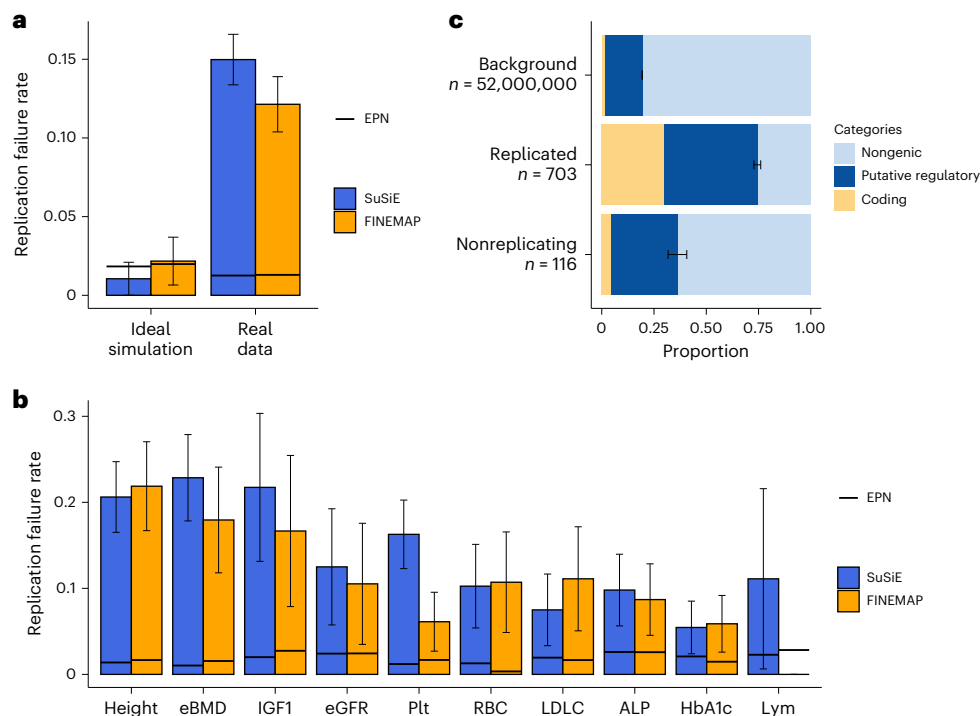 a
Replication failure rate
0.15
0.10
0.05
0
EPN
SuSiE
FINEMAP
Ideal
simulation
Real
data
c
Background
n = 52,000,000
Replicated
n = 703
Nonreplicating
n = 116
0
0.25
0.50
0.75
1.00
Proportion
Categories
Nongenic
Putative regulatory
Coding
b
Replication failure rate
0.3
0.2
0.1
0
EPN
SuSiE
FINEMAP
Height
eBMD
IGF1
eGFR
Plt
RBC
LDLC
ALP
HbA1c
Lym